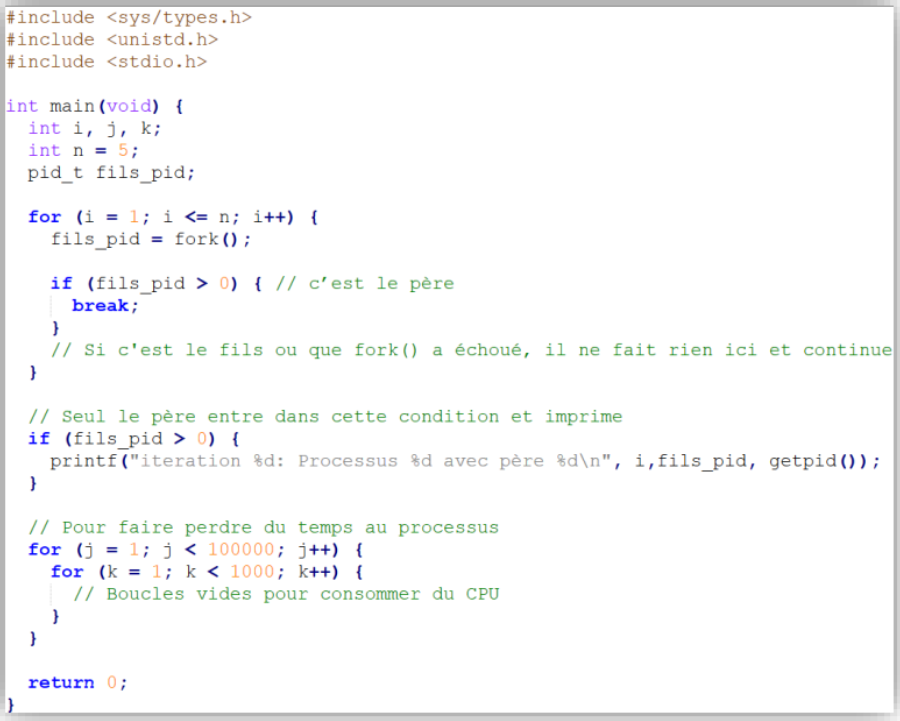 #include <sys/types.h>
#include <unistd.h>
#include <stdio.h>

int main(void) {
  int i, j, k;
  int n = 5;
  pid_t fils_pid;

  for (i = 1; i <= n; i++) {
    fils_pid = fork();

    if (fils_pid > 0) { // c’est le père
      break;
    }
    // Si c'est le fils ou que fork() a échoué, il ne fait rien ici et continue
  }

  // Seul le père entre dans cette condition et imprime
  if (fils_pid > 0) {
    printf("iteration %d: Processus %d avec père %d\n", i,fils_pid, getpid());
  }

  // Pour faire perdre du temps au processus
  for (j = 1; j < 100000; j++) {
    for (k = 1; k < 1000; k++) {
      // Boucles vides pour consommer du CPU
    }
  }

  return 0;
}